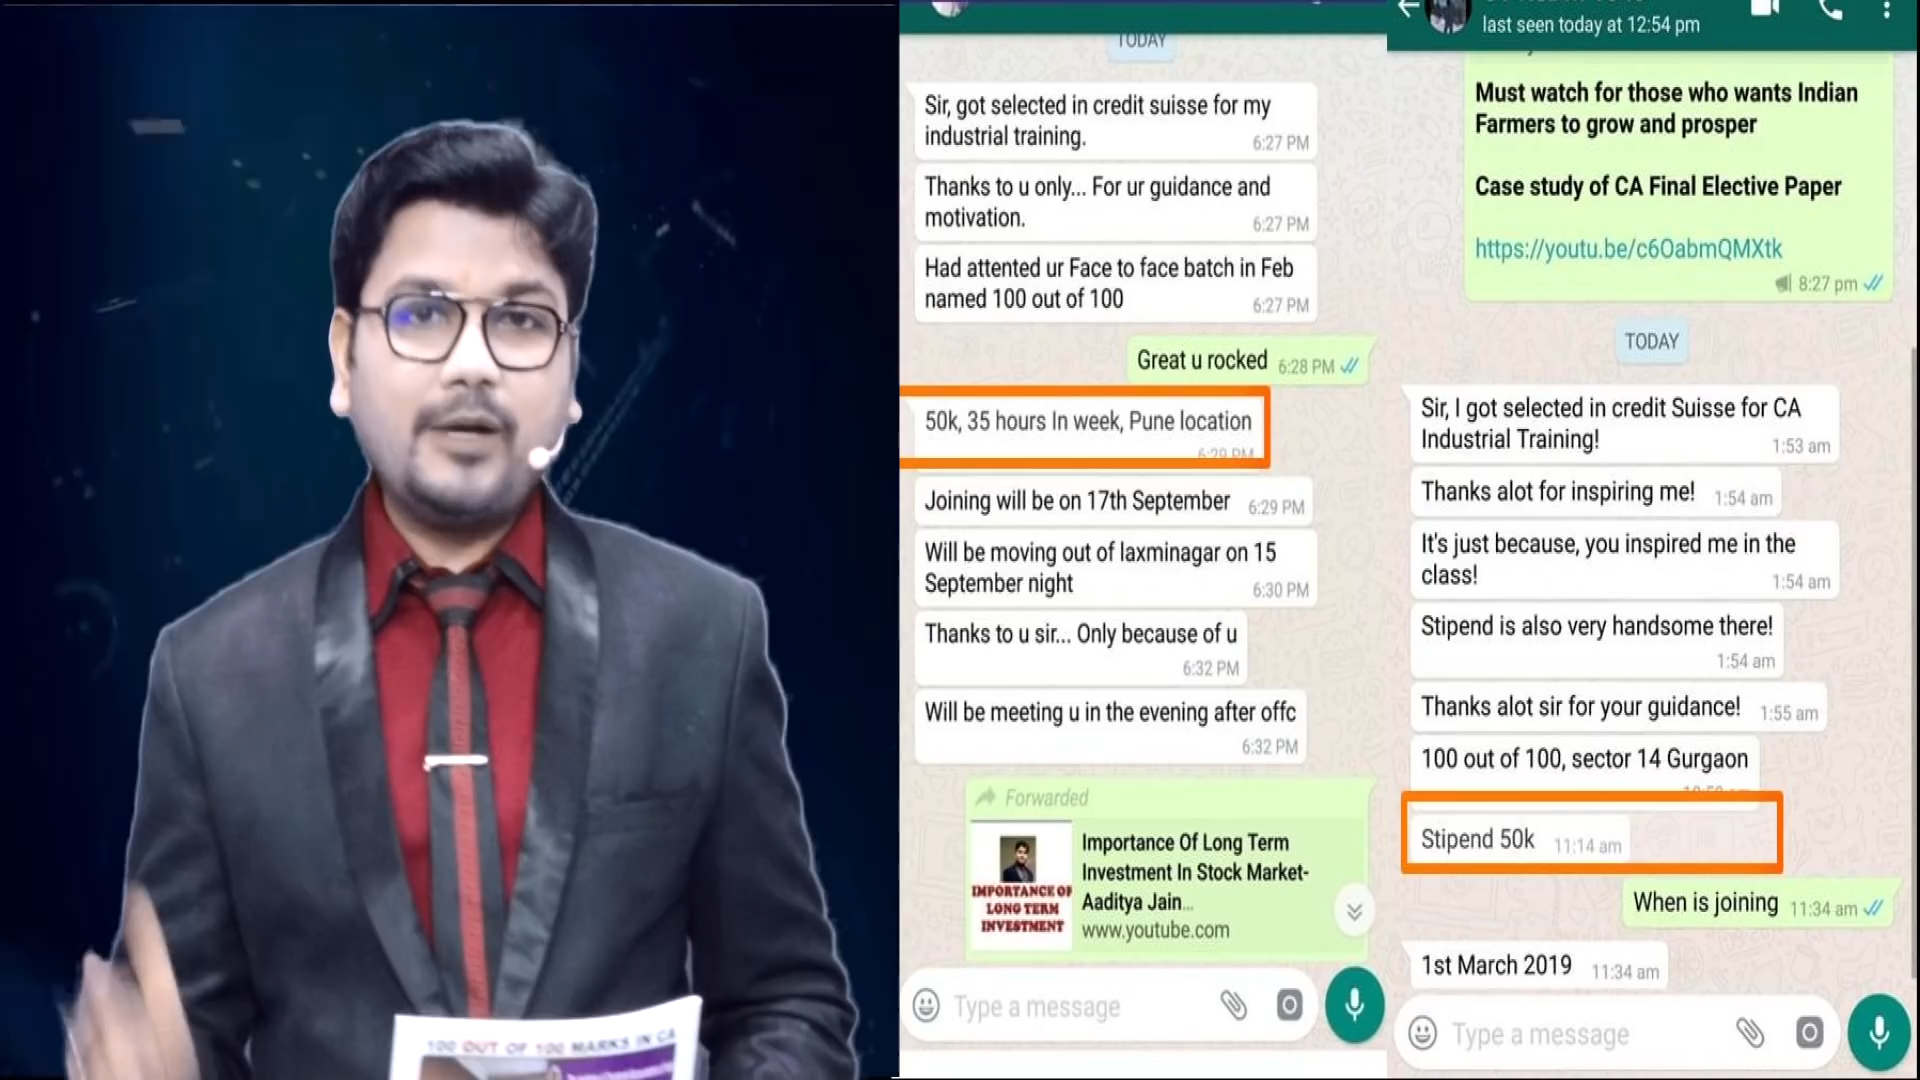 100 OUT OF 100 MARKS IN CA
TODAY
Sir, got selected in credit suisse for my
industrial training.
6:27 PM
Thanks to u only... For ur guidance and
motivation.
6:27 PM
Had attented ur Face to face batch in Feb
named 100 out of 100
6:27 PM
Great u rocked 6:28 PM
50k, 35 hours In week, Pune location
6:29 PM
Joining will be on 17th September 6:29 PM
Will be moving out of laxminagar on 15
September night
6:30 PM
Thanks to u sir... Only because of u
6:32 PM
Will be meeting u in the evening after offc
6:32 PM
Forwarded
IMPORTANCE OF
LONG TERM
INVESTMENT
Importance Of Long Term
Investment In Stock Market-
Aaditya Jain...
www.youtube.com
Type a message
last seen today at 12:54 pm
Must watch for those who wants Indian
Farmers to grow and prosper
Case study of CA Final Elective Paper
https://youtu.be/c6OabmQMXtk
8:27 pm
TODAY
Sir, I got selected in credit Suisse for CA
Industrial Training!
1:53 am
Thanks alot for inspiring me! 1:54 am
It's just because, you inspired me in the
class!
1:54 am
Stipend is also very handsome there!
1:54 am
Thanks alot sir for your guidance! 1:55 am
100 out of 100, sector 14 Gurgaon
Stipend 50k 11:14 am
When is joining 11:34 am
1st March 2019 11:34 am
Type a message